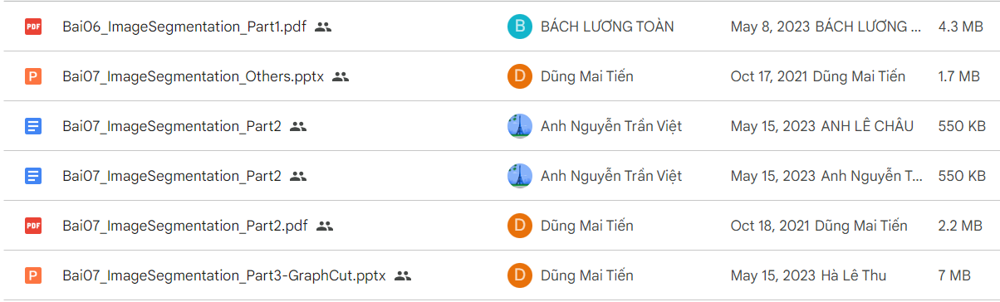 PDF Bai06_ImageSegmentation_Part1.pdf B BÁCH LƯƠNG TOÀN May 8, 2023 BÁCH LƯƠNG ... 4.3 MB
P Bai07_ImageSegmentation_Others.pptx D Dũng Mai Tiến Oct 17, 2021 Dũng Mai Tiến 1.7 MB
Bai07_ImageSegmentation_Part2 Anh Nguyễn Trần Việt May 15, 2023 ANH LÊ CHÂU 550 KB
Bai07_ImageSegmentation_Part2 Anh Nguyễn Trần Việt May 15, 2023 Anh Nguyễn T... 550 KB
PDF Bai07_ImageSegmentation_Part2.pdf D Dũng Mai Tiến Oct 18, 2021 Dũng Mai Tiến 2.2 MB
P Bai07_ImageSegmentation_Part3-GraphCut.pptx D Dũng Mai Tiến May 15, 2023 Hà Lê Thu 7 MB